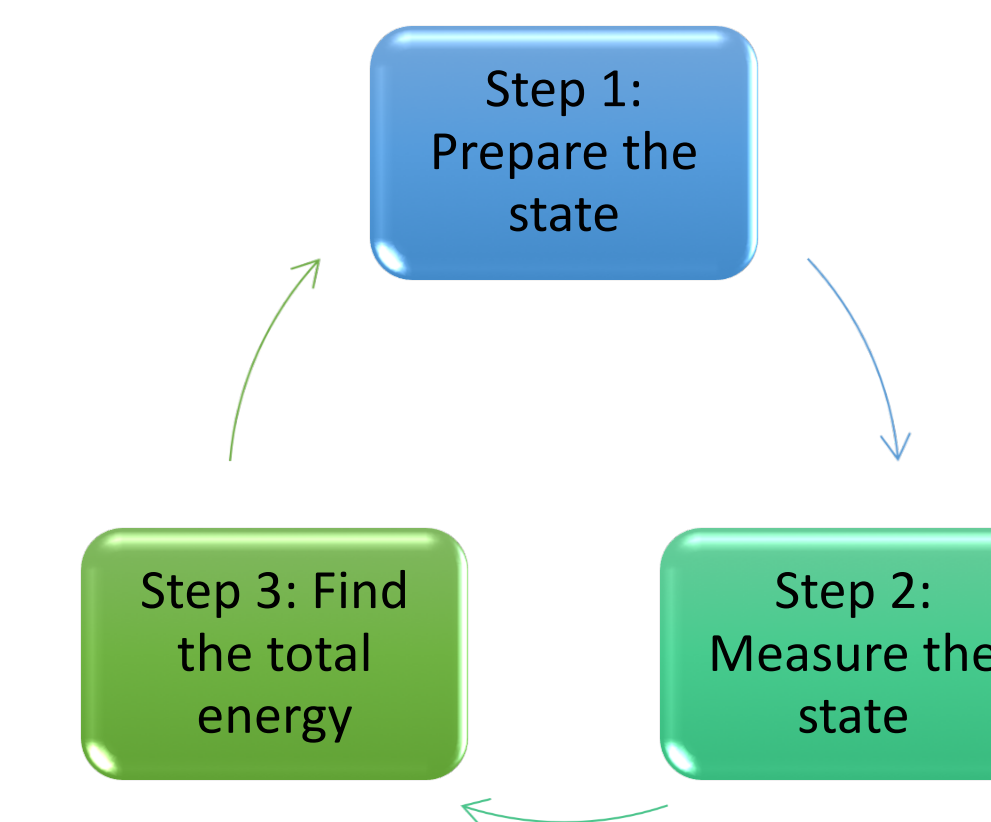 Step 1:
Prepare the
state
Step 3: Find
the total
energy
Step 2:
Measure the
state